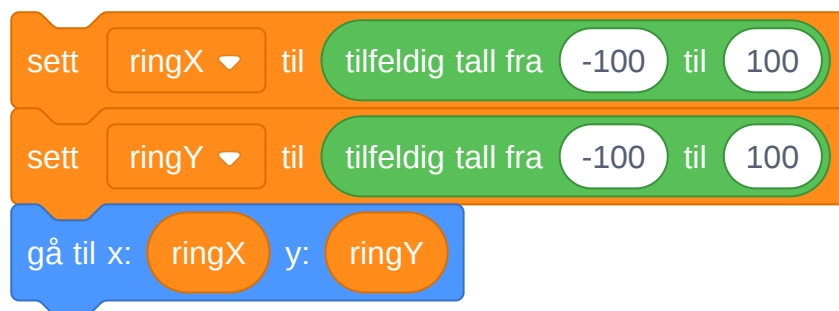 sett ringX til tilfeldig tall fra -100 til 100
sett ringY til tilfeldig tall fra -100 til 100
gå til x: ringX y: ringY